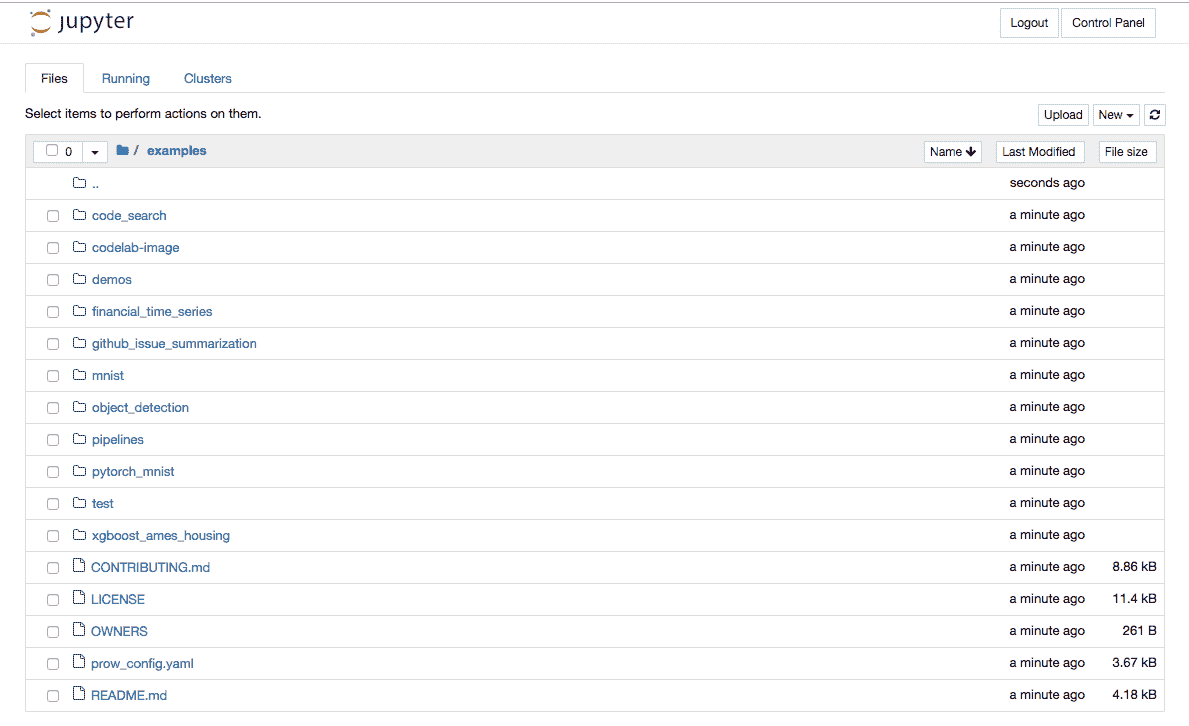 jupyter
Logout Control Panel
Files Running Clusters
Select items to perform actions on them.
Upload New
0 / examples Name Last Modified File size
.. seconds ago
code_search a minute ago
codelab-image a minute ago
demos a minute ago
financial_time_series a minute ago
github_issue_summarization a minute ago
mnist a minute ago
object_detection a minute ago
pipelines a minute ago
pytorch_mnist a minute ago
test a minute ago
xgboost_ames_housing a minute ago
CONTRIBUTING.md a minute ago 8.86 kB
LICENSE a minute ago 11.4 kB
OWNERS a minute ago 261 B
prow_config.yaml a minute ago 3.67 kB
README.md a minute ago 4.18 kB